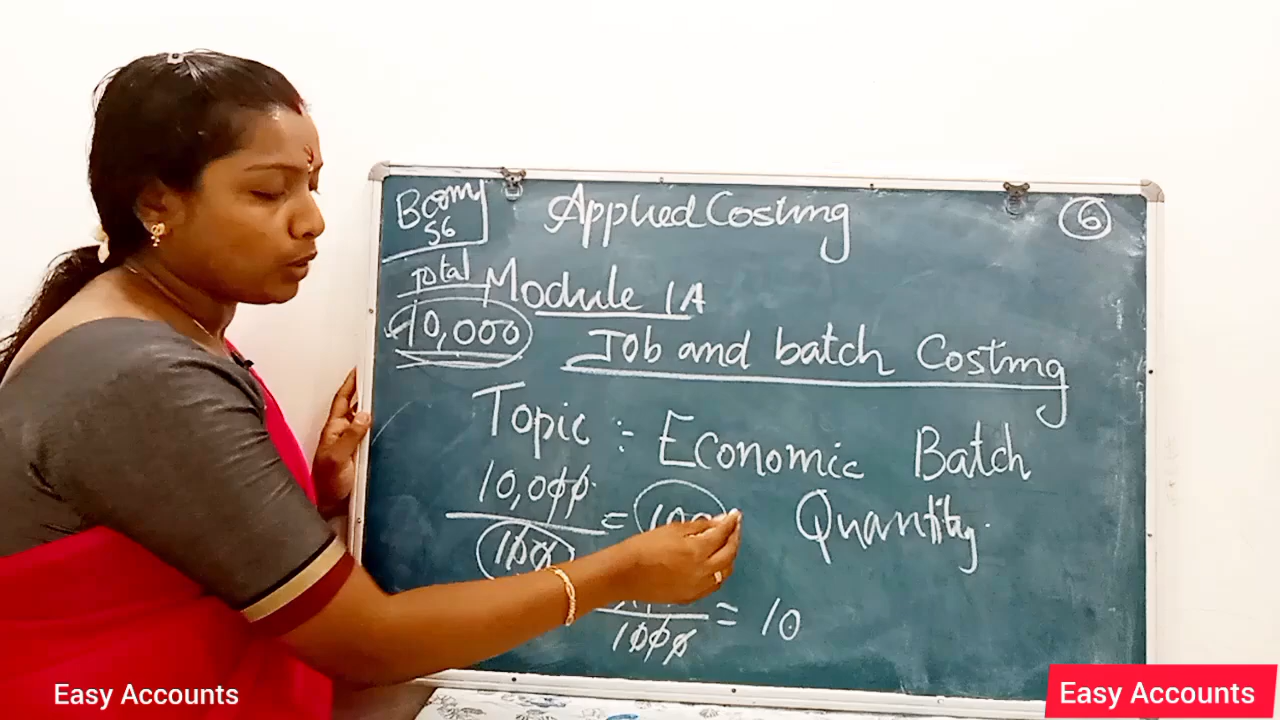 Bcomy
S6
Applied Costing
6
Total
Module 1A
10,000
Job and batch Costing
Topic :- Economic Batch
Quantity
10,000
100
= 100
1000
= 10
Easy Accounts
Easy Accounts